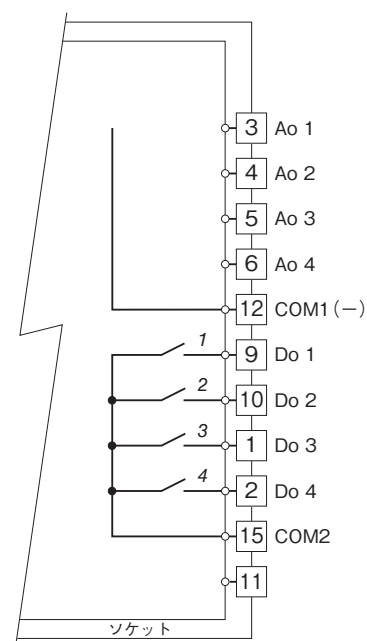 3 Ao 1
4 Ao 2
5 Ao 3
6 Ao 4
12 COM1(−)
1 9 Do 1
2 10 Do 2
3 1 Do 3
4 2 Do 4
15 COM2
11
ソケット